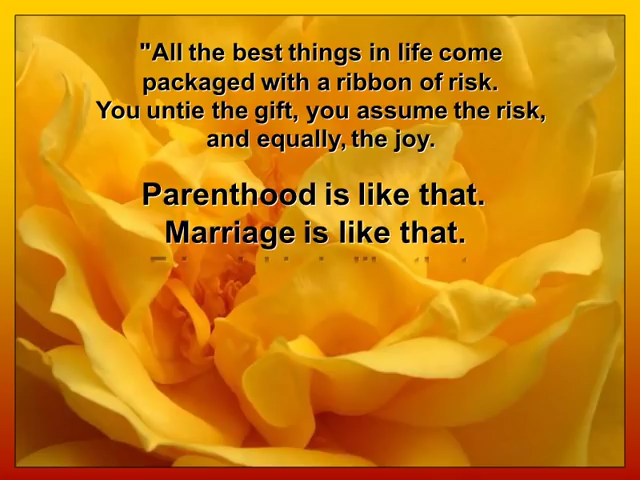 "All the best things in life come
packaged with a ribbon of risk.
You untie the gift, you assume the risk,
and equally, the joy.
Parenthood is like that.
Marriage is like that.